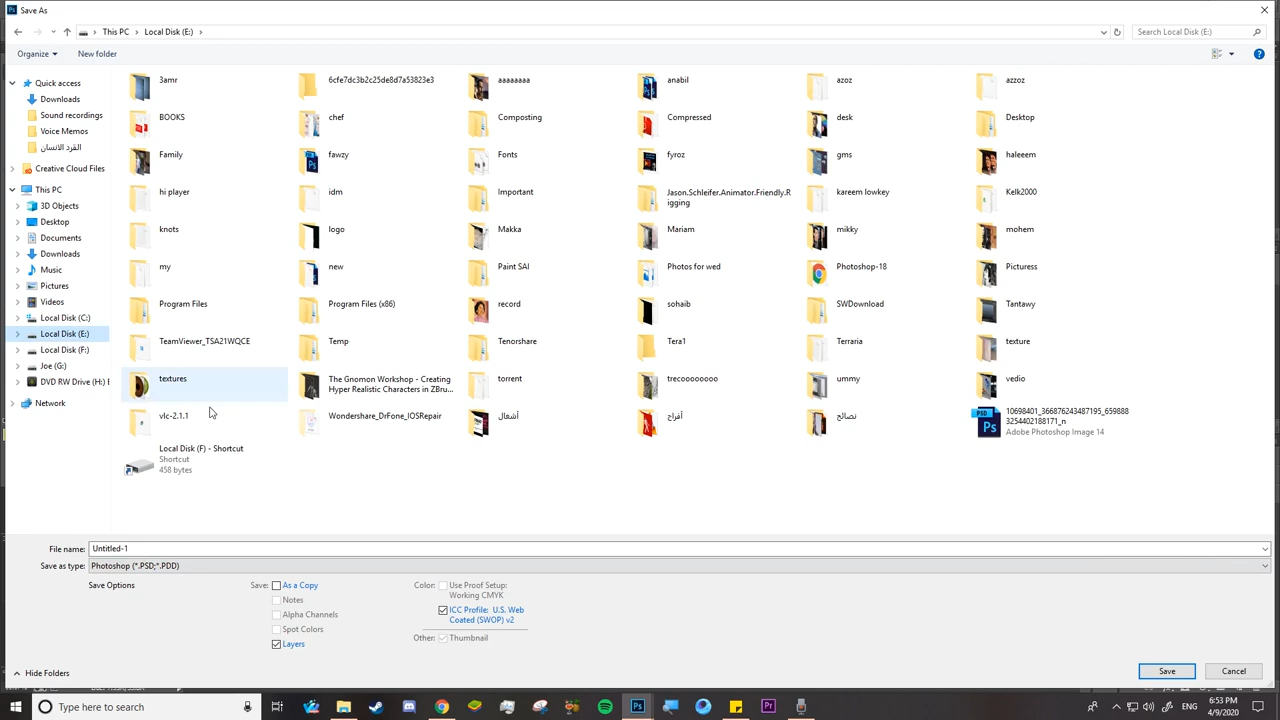 Save As
This PC
Local Disk (E:)
Search Local Disk (E:)
Organize
New folder
Quick access
Downloads
Sound recordings
Voice Memos
القرد الانسان
Creative Cloud Files
This PC
3D Objects
Desktop
Documents
Downloads
Music
Pictures
Videos
Local Disk (C:)
Local Disk (E:)
Local Disk (F:)
Joe (G:)
DVD RW Drive (H:) E
Network
3amr
6cfe7dc3b2c25de8d7a53823e3
aaaaaaaa
anabil
azoz
azzoz
BOOKS
chef
Composting
Compressed
desk
Desktop
Family
fawzy
Fonts
fyroz
gms
haleeem
hi player
idm
Important
Jason.Schleifer.Animator.Friendly.R
igging
kareem lowkey
Kelk2000
knots
logo
Makka
Mariam
mikky
mohem
my
new
Paint SAI
Photos for wed
Photoshop-18
Picturess
Program Files
Program Files (x86)
record
sohaib
SWDownload
Tantawy
TeamViewer_TSA21WQCE
Temp
Tenorshare
Tera1
Terraria
texture
textures
The Gnomon Workshop - Creating
Hyper Realistic Characters in ZBru...
torrent
trecoooooooo
ummy
vedio
vlc-2.1.1
Wondershare_DrFone_IOSRepair
أشغال
أفراح
نصائح
10698401_366876243487195_659888
3254402188171_n
Adobe Photoshop Image 14
Local Disk (F) - Shortcut
Shortcut
458 bytes
File name:
Untitled-1
Save as type:
Photoshop (*.PSD;*.PDD)
Save Options
Save:
As a Copy
Notes
Alpha Channels
Spot Colors
Layers
Color:
Use Proof Setup:
Working CMYK
ICC Profile: U.S. Web
Coated (SWOP) v2
Other:
Thumbnail
Hide Folders
Save
Cancel
Type here to search
ENG
6:53 PM
4/9/2020